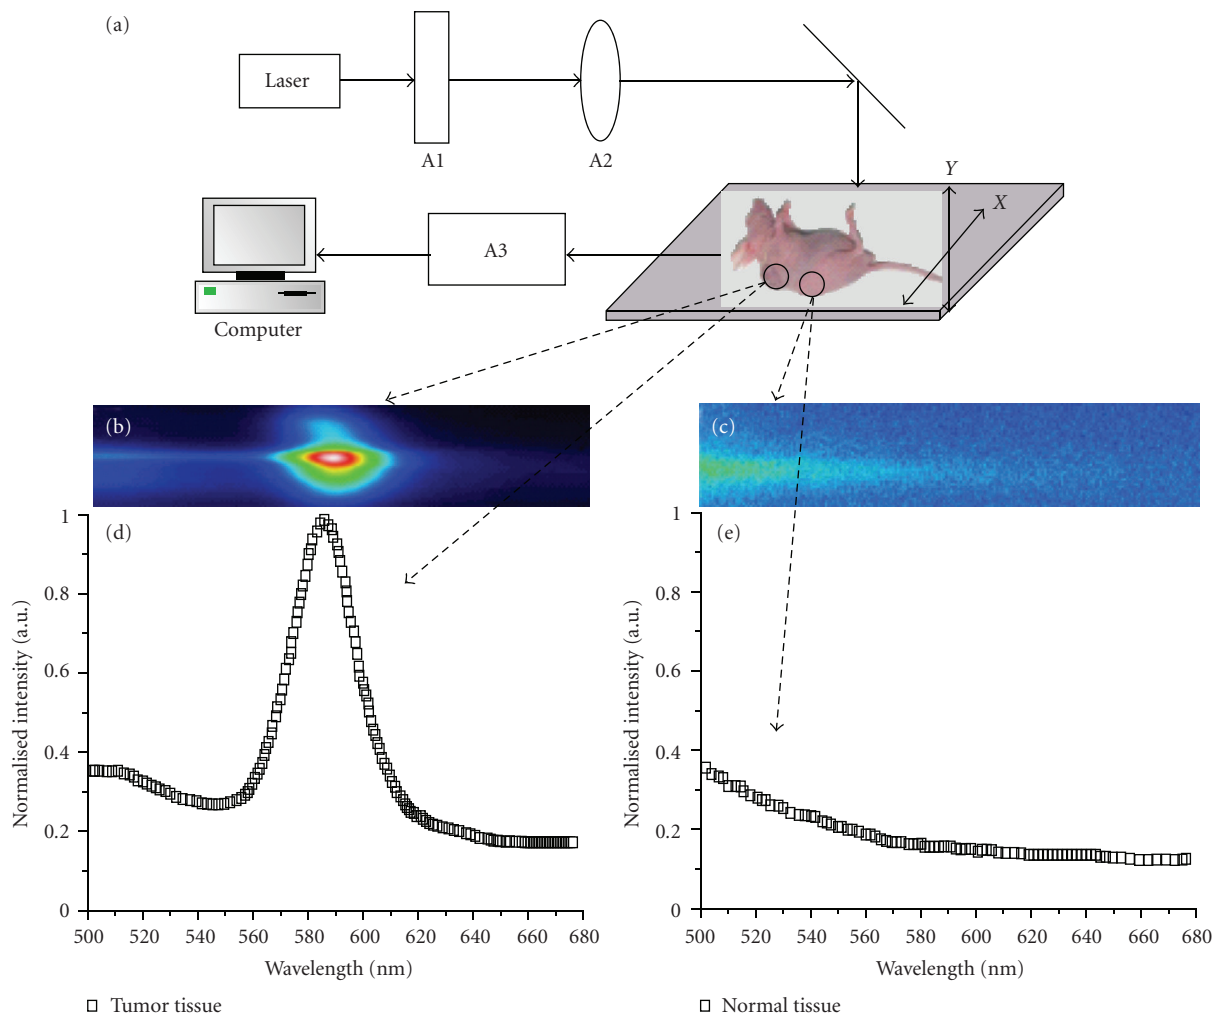 (a)
Laser
A1
A2
Y
X
A3
Computer
(b)
(c)
(d)
(e)
1
0.8
0.6
0.4
0.2
0
Normalised intensity (a.u.)
500 520 540 560 580 600 620 640 660 680
Wavelength (nm)
Tumor tissue
1
0.8
0.6
0.4
0.2
0
Normalised intensity (a.u.)
500 520 540 560 580 600 620 640 660 680
Wavelength (nm)
Normal tissue